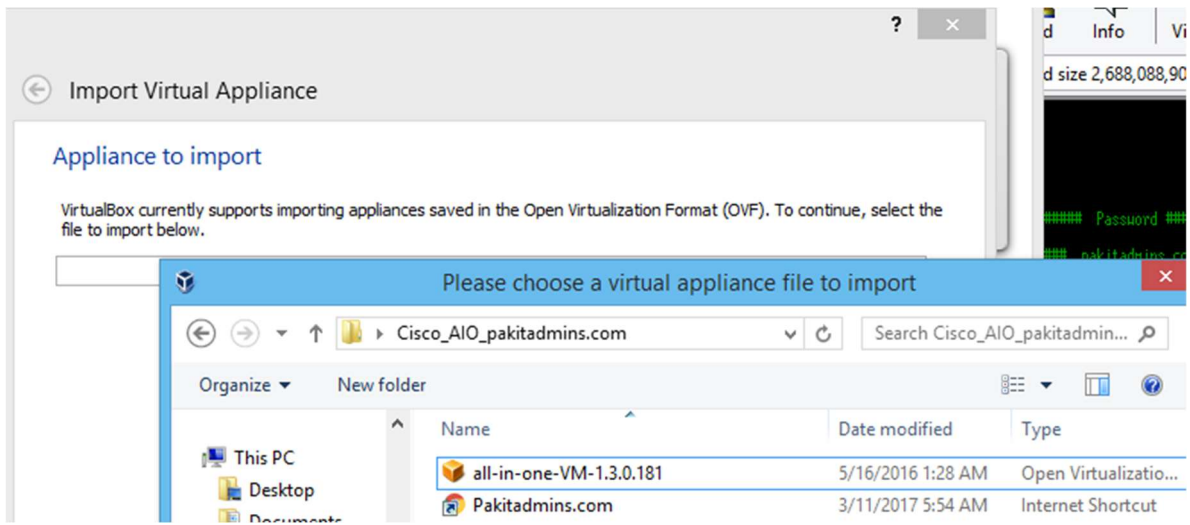 ?
Info
Vi
d
Import Virtual Appliance
d size 2,688,088,90
Appliance to import
VirtualBox currently supports importing appliances saved in the Open Virtualization Format (OVF). To continue, select the
file to import below.
##### Password ###
### pakitadmins.co
Please choose a virtual appliance file to import
Cisco_AIO_pakitadmins.com
Search Cisco_AIO_pakitadmin...
Organize
New folder
Name
Date modified
Type
This PC
Desktop
Documents
all-in-one-VM-1.3.0.181
5/16/2016 1:28 AM
Open Virtualizatio...
Pakitadmins.com
3/11/2017 5:54 AM
Internet Shortcut